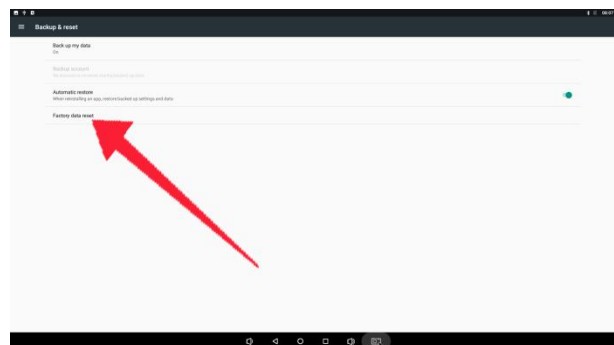 Backup & reset
Back up my data
On
Backup account
Automatic restore
When reinstalling an app, restore backed up settings and data
Factory data reset